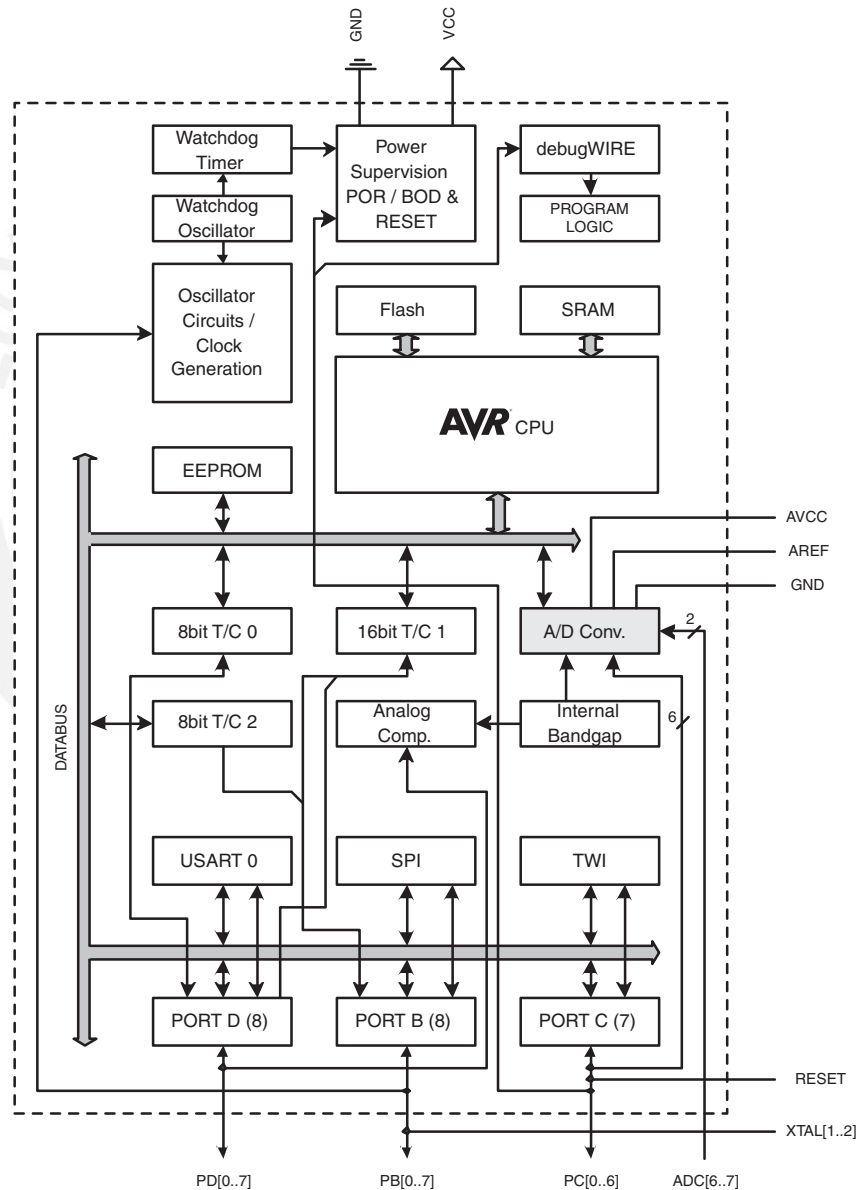 GND
VCC
Watchdog
Timer
Power
Supervision
POR / BOD &
RESET
debugWIRE
Watchdog
Oscillator
PROGRAM
LOGIC
Oscillator
Circuits /
Clock
Generation
Flash
SRAM
AVR CPU
EEPROM
AVCC
AREF
GND
8bit T/C 0
16bit T/C 1
A/D Conv.
2
8bit T/C 2
Analog
Comp.
Internal
Bandgap
6
DATABUS
USART 0
SPI
TWI
PORT D (8)
PORT B (8)
PORT C (7)
RESET
XTAL[1..2]
PD[0..7]
PB[0..7]
PC[0..6]
ADC[6..7]